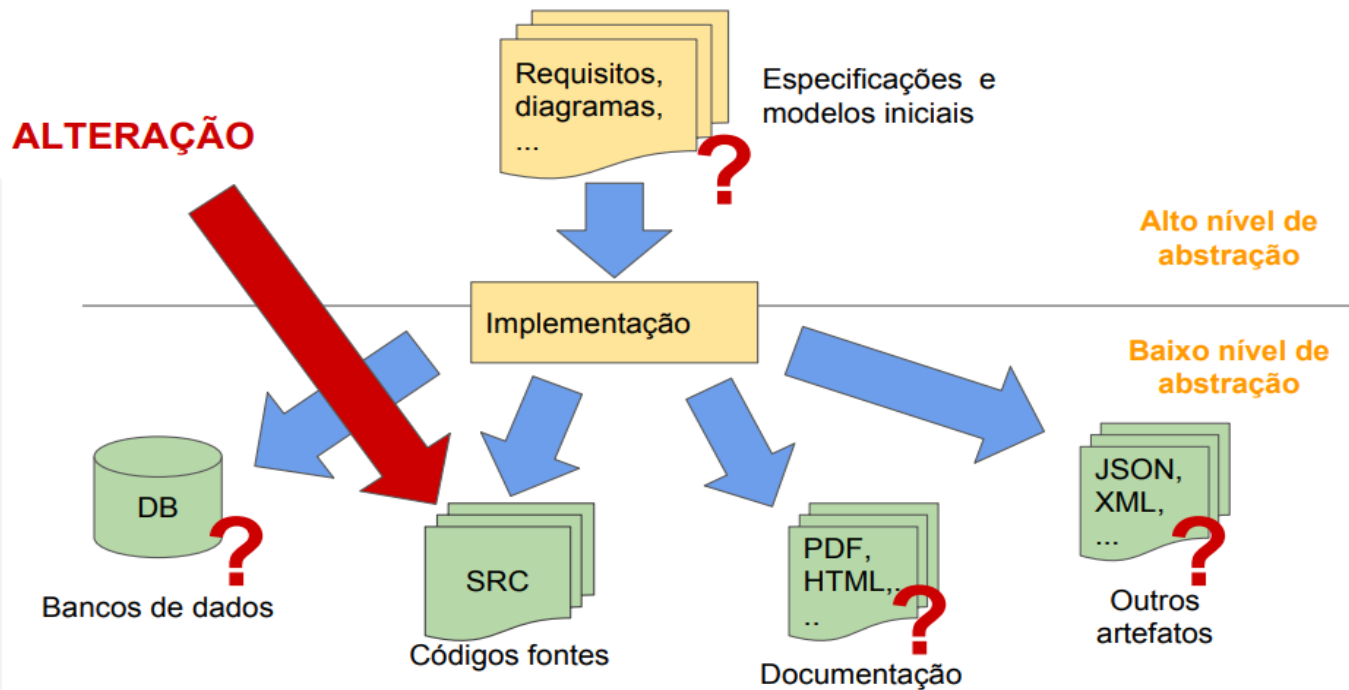 Requisitos,
diagramas,
...
?
Especificações e
modelos iniciais
ALTERAÇÃO
Alto nível de
abstração
Implementação
Baixo nível de
abstração
DB
?
Bancos de dados
SRC
Códigos fontes
PDF,
HTML,.
..
?
Documentação
JSON,
XML,
...
?
Outros
artefatos